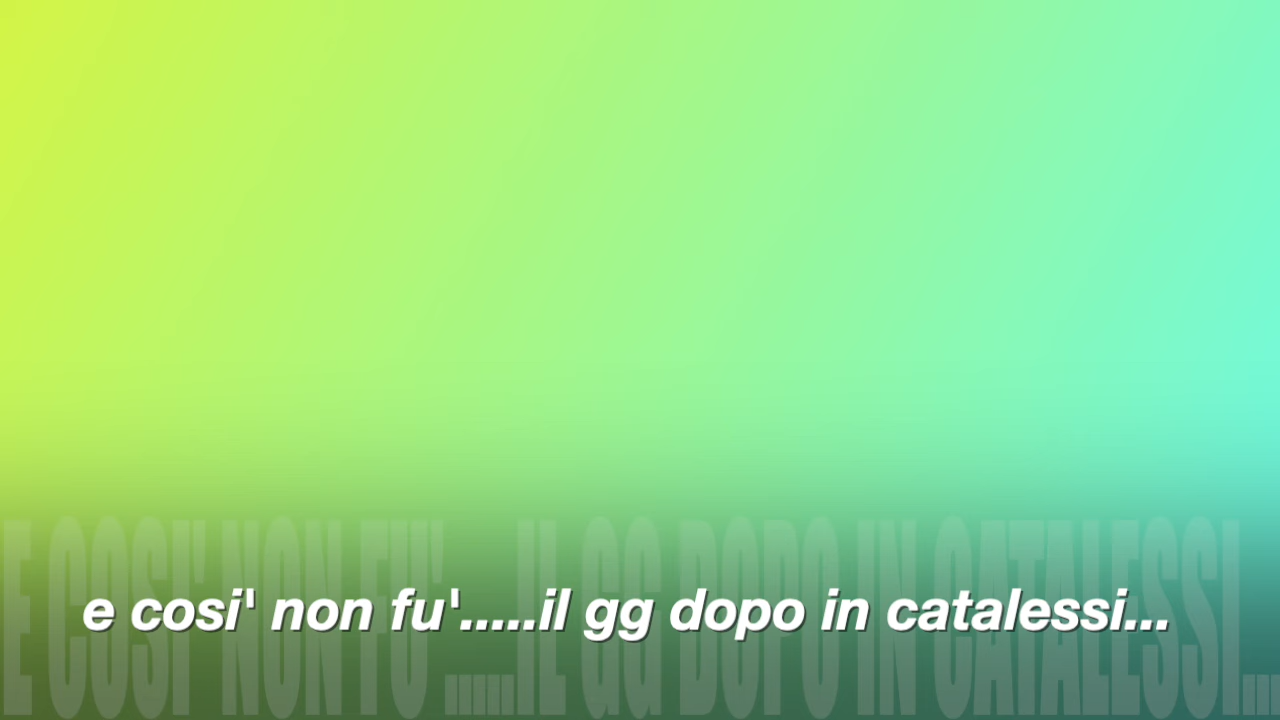 E COSI' NON FU'.....IL GG DOPO IN CATALESSI...
e cosi' non fu'.....il gg dopo in catalessi...